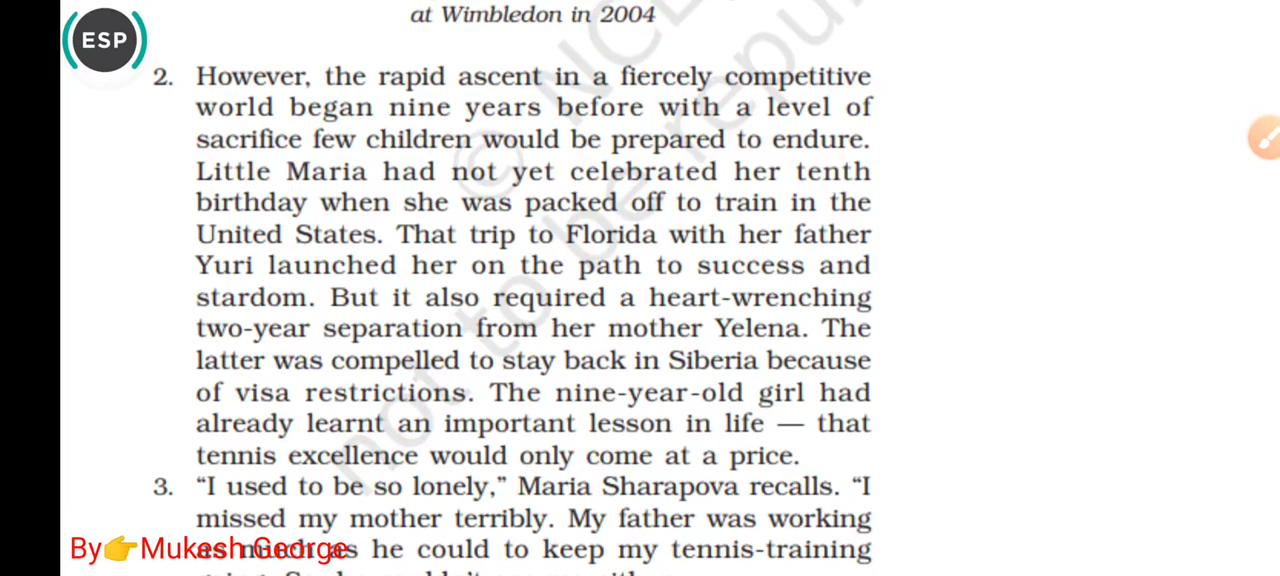 at Wimbledon in 2004
ESP
2. However, the rapid ascent in a fiercely competitive
world began nine years before with a level of
sacrifice few children would be prepared to endure.
Little Maria had not yet celebrated her tenth
birthday when she was packed off to train in the
United States. That trip to Florida with her father
Yuri launched her on the path to success and
stardom. But it also required a heart-wrenching
two-year separation from her mother Yelena. The
latter was compelled to stay back in Siberia because
of visa restrictions. The nine-year-old girl had
already learnt an important lesson in life — that
tennis excellence would only come at a price.
3. “I used to be so lonely,” Maria Sharapova recalls. “I
missed my mother terribly. My father was working
as much as he could to keep my tennis-training
By👉Mukesh George
© NC
not to be repu